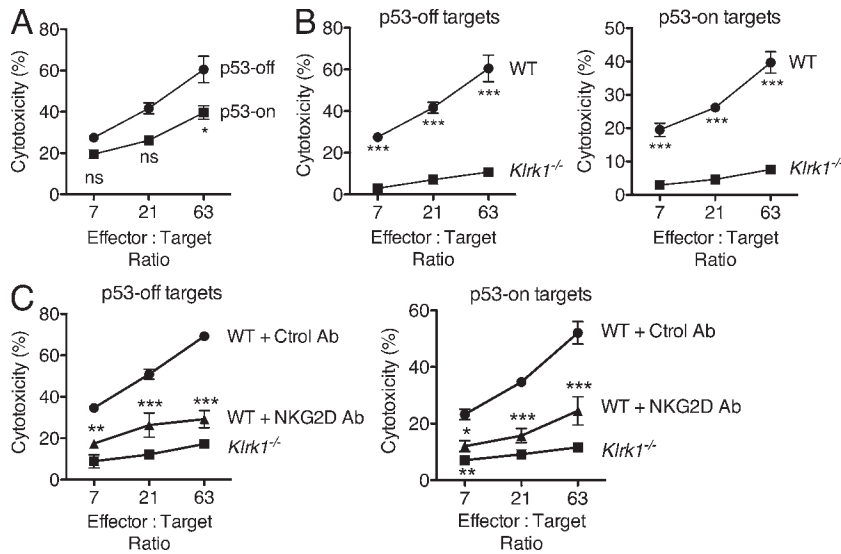 A
Cytotoxicity (%)
80
60
40
20
0
p53-off
p53-on
ns
ns
*
7 21 63
Effector : Target
Ratio
B
p53-off targets
Cytotoxicity (%)
80
60
40
20
0
WT
***
***
***
Klrk1-/-
7 21 63
Effector : Target
Ratio
p53-on targets
Cytotoxicity (%)
50
40
30
20
10
0
WT
***
***
***
Klrk1-/-
7 21 63
Effector : Target
Ratio
C
p53-off targets
Cytotoxicity (%)
80
60
40
20
0
WT + Ctrol Ab
**
***
***
WT + NKG2D Ab
Klrk1-/-
7 21 63
Effector : Target
Ratio
p53-on targets
Cytotoxicity (%)
60
40
20
0
WT + Ctrol Ab
*
***
***
WT + NKG2D Ab
Klrk1-/-
**
7 21 63
Effector : Target
Ratio